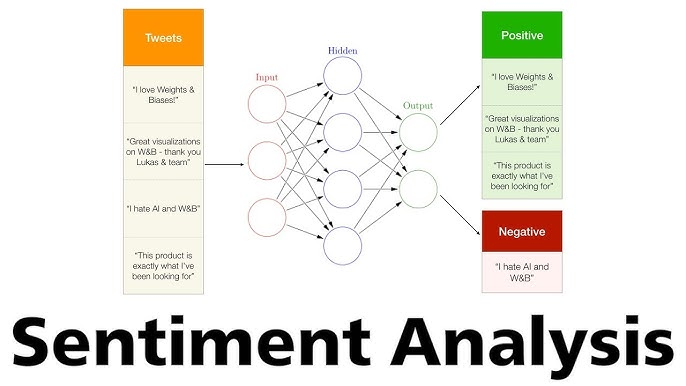 Tweets
"I love Weights &
Biases!"
"Great visualizations
on W&B - thank you
Lukas & team"
"I hate AI and W&B"
"This product is
exactly what I've
been looking for"
Input
Hidden
Output
Positive
"I love Weights &
Biases!"
"Great visualizations
on W&B - thank you
Lukas & team"
"This product is
exactly what I've
been looking for"
Negative
"I hate AI and
W&B"
Sentiment Analysis